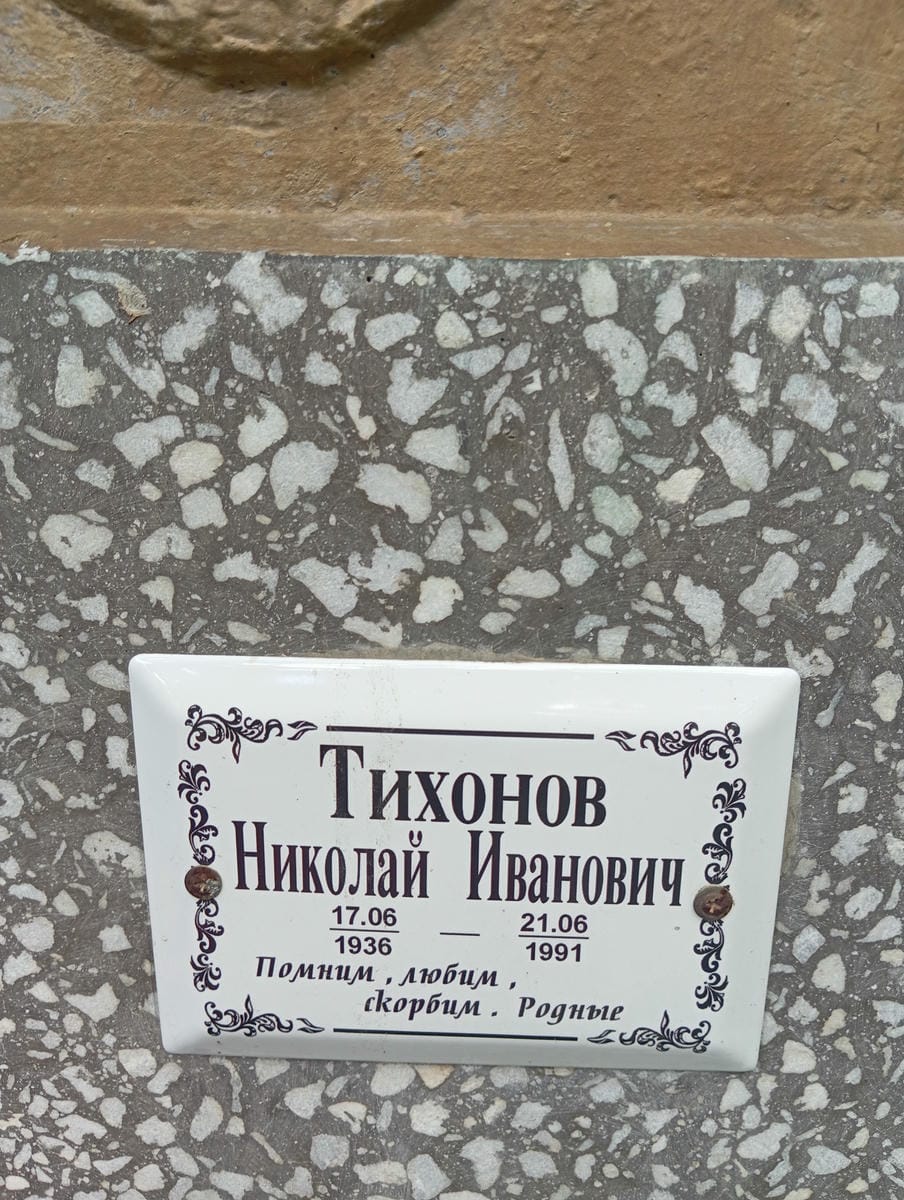 Тихонов
Николай Иванович
17.06 — 21.06
1936 1991
Помним, любим,
скорбим. Родные